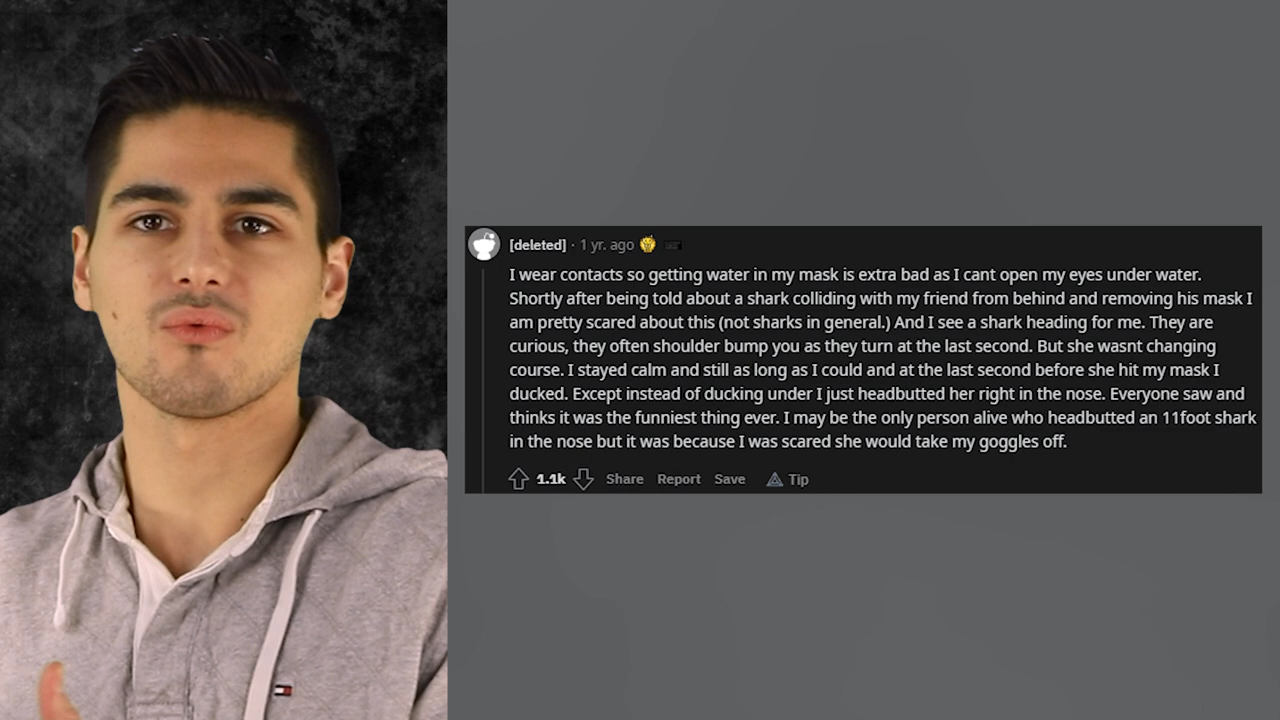 [deleted] · 1 yr. ago
I wear contacts so getting water in my mask is extra bad as I cant open my eyes under water.
Shortly after being told about a shark colliding with my friend from behind and removing his mask I
am pretty scared about this (not sharks in general.) And I see a shark heading for me. They are
curious, they often shoulder bump you as they turn at the last second. But she wasnt changing
course. I stayed calm and still as long as I could and at the last second before she hit my mask I
ducked. Except instead of ducking under I just headbutted her right in the nose. Everyone saw and
thinks it was the funniest thing ever. I may be the only person alive who headbutted an 11foot shark
in the nose but it was because I was scared she would take my goggles off.
1.1k Share Report Save Tip